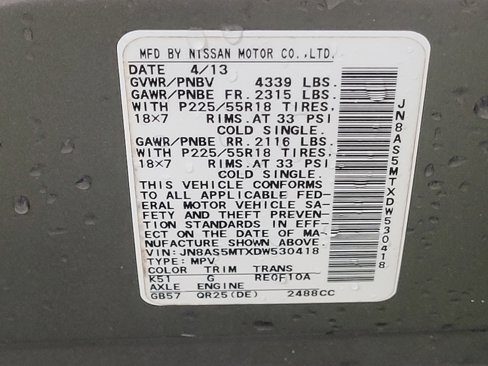 MFD BY NISSAN MOTOR CO.,LTD.
DATE 4/13
GVWR/PNBV 4339 LBS.
GAWR/PNBE FR. 2315 LBS.
WITH P225/55R18 TIRES.
18x7 RIMS.AT 33 PSI
COLD SINGLE.
GAWR/PNBE RR. 2116 LBS.
WITH P225/55R18 TIRES.
18x7 RIMS.AT 33 PSI
COLD SINGLE.
THIS VEHICLE CONFORMS
TO ALL APPLICABLE FED-
ERAL MOTOR VEHICLE SA-
FETY AND THEFT PREVEN-
TION STANDARDS IN EFF-
ECT ON THE DATE OF MA-
NUFACTURE SHOWN ABOVE.
VIN: JN8AS5MTXDW530418
TYPE: MPV
COLOR TRIM TRANS
K51 G RE0F10A
AXLE ENGINE
GB57 QR25(DE) 2488CC
JN8AS5MTXDW530418